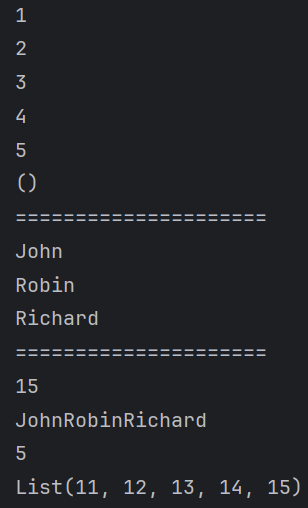 1
2
3
4
5
()
=====================
John
Robin
Richard
=====================
15
JohnRobinRichard
5
List(11, 12, 13, 14, 15)